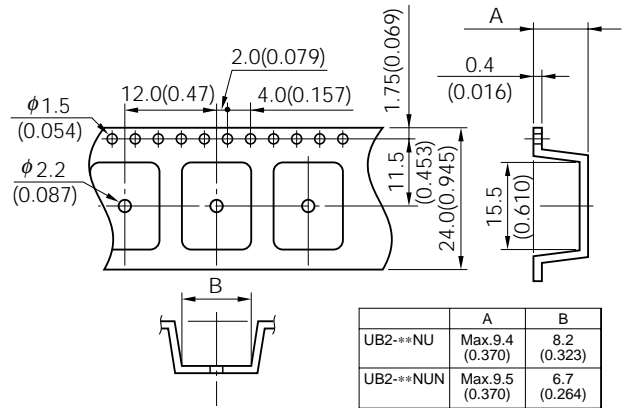 A
2.0(0.079)
1.75(0.069)
0.4
(0.016)
12.0(0.47)
4.0(0.157)
ϕ1.5
(0.054)
ϕ2.2
(0.087)
11.5
(0.453)
24.0(0.945)
15.5
(0.610)
B
A B
UB2-**NU Max.9.4 (0.370) 8.2 (0.323)
UB2-**NUN Max.9.5 (0.370) 6.7 (0.264)